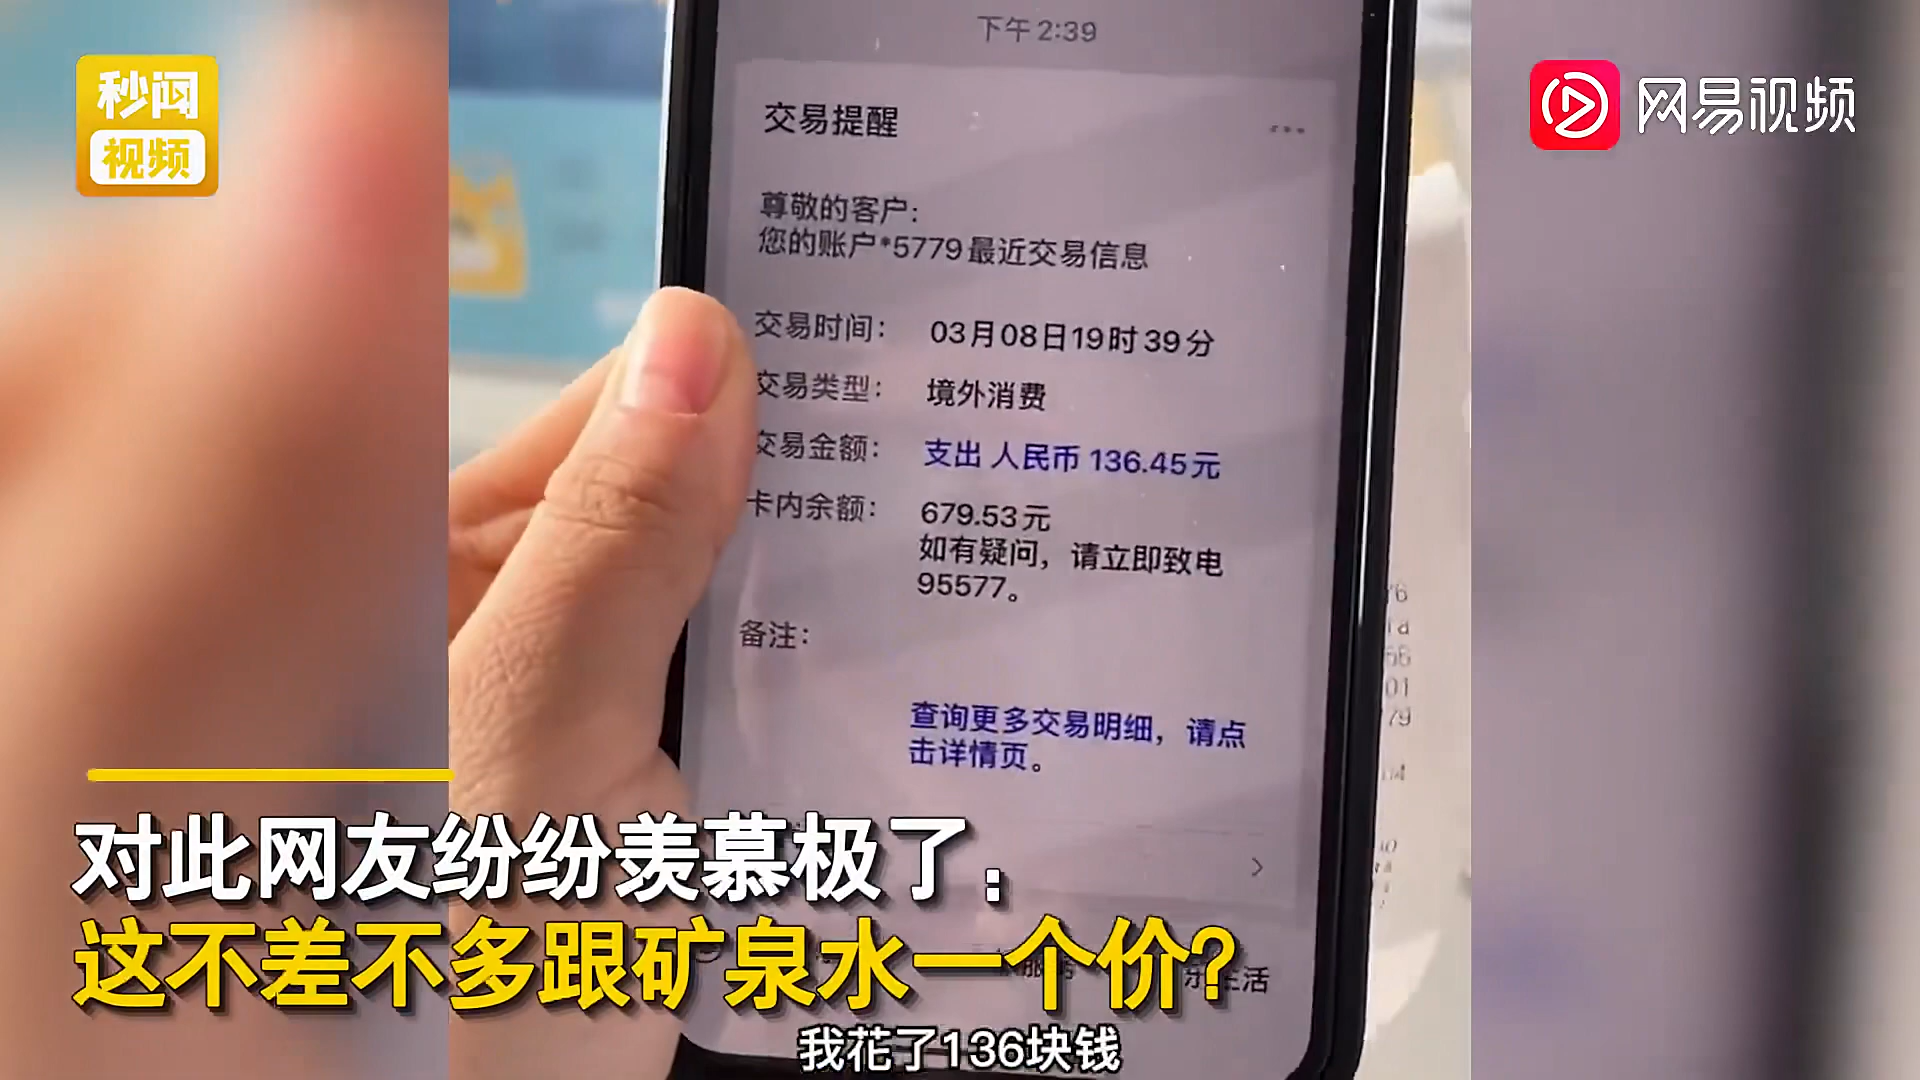 秒闻
视频
网易视频
下午2:39
交易提醒
尊敬的客户:
您的账户*5779最近交易信息
交易时间: 03月08日19时39分
交易类型: 境外消费
交易金额: 支出 人民币 136.45元
卡内余额: 679.53元
如有疑问，请立即致电
95577。
备注:
查询更多交易明细，请点
击详情页。
对此网友纷纷羡慕极了：
这不差不多跟矿泉水一个价?
生活
我花了136块钱